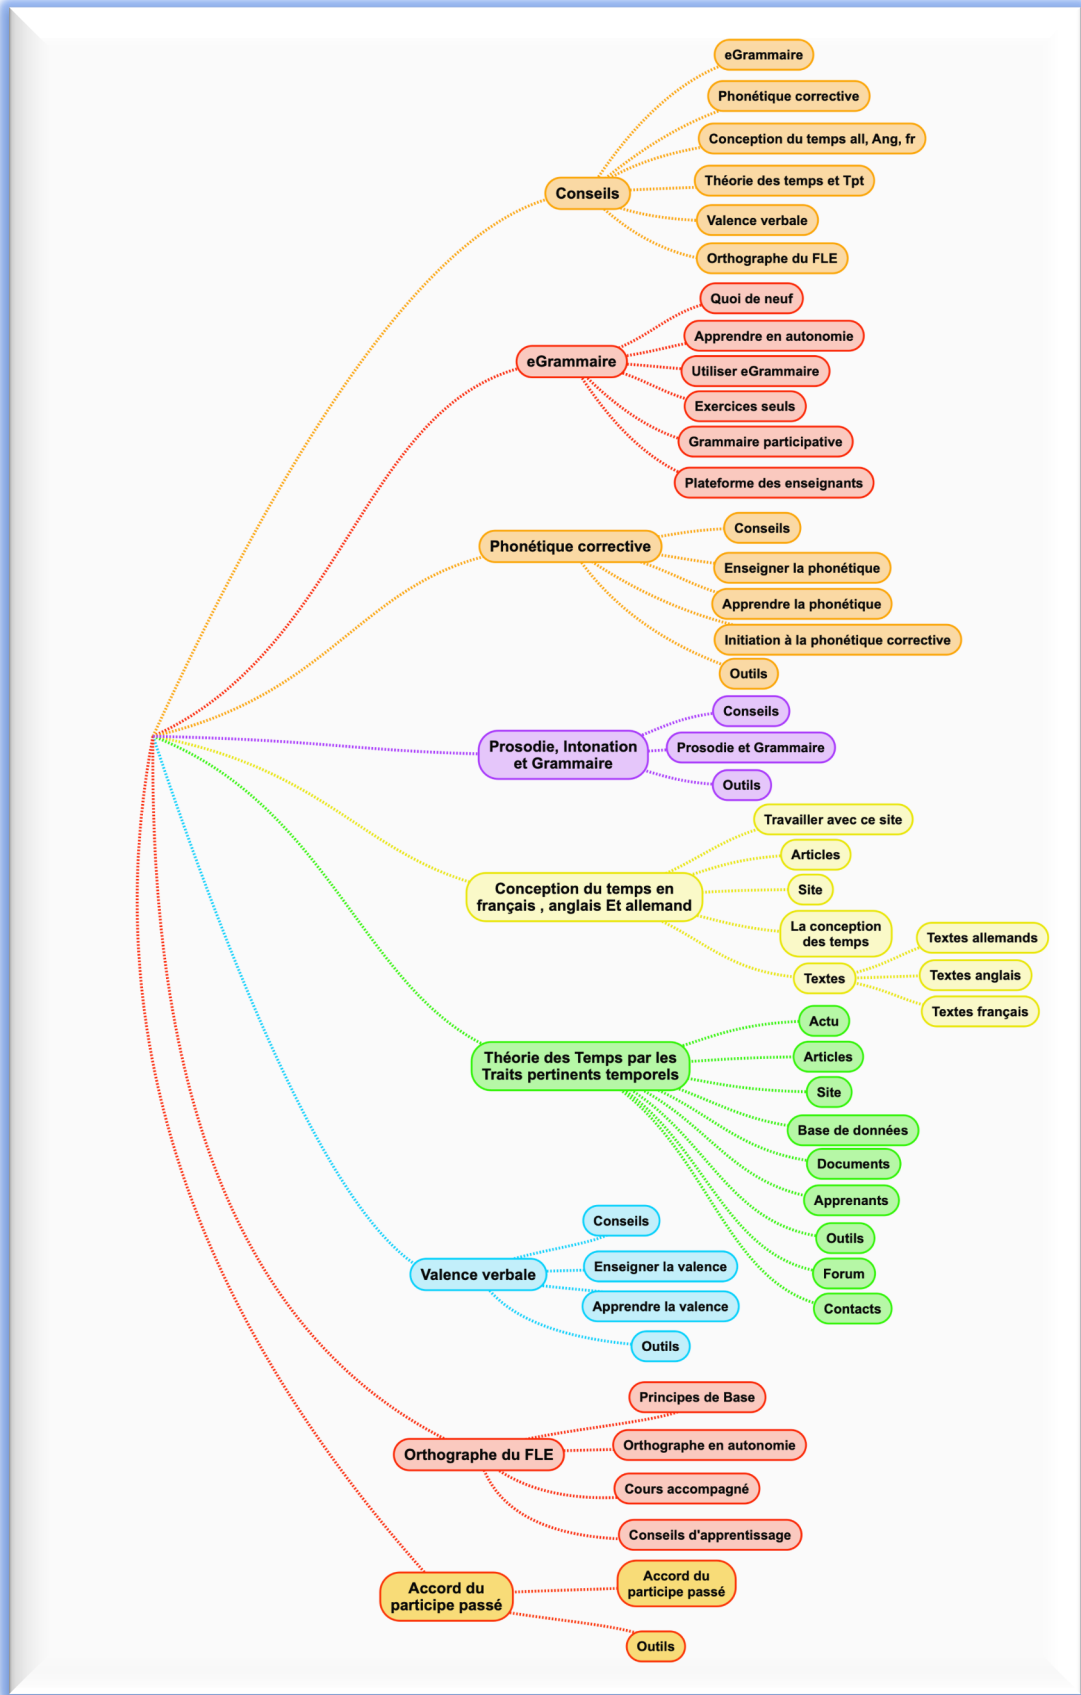 Conseils
eGrammaire
Phonétique corrective
Conception du temps all, Ang, fr
Théorie des temps et Tpt
Valence verbale
Orthographe du FLE
eGrammaire
Quoi de neuf
Apprendre en autonomie
Utiliser eGrammaire
Exercices seuls
Grammaire participative
Plateforme des enseignants
Phonétique corrective
Conseils
Enseigner la phonétique
Apprendre la phonétique
Initiation à la phonétique corrective
Outils
Prosodie, Intonation
et Grammaire
Conseils
Prosodie et Grammaire
Outils
Conception du temps en
français , anglais Et allemand
Travailler avec ce site
Articles
Site
La conception
des temps
Textes
Textes allemands
Textes anglais
Textes français
Théorie des Temps par les
Traits pertinents temporels
Actu
Articles
Site
Base de données
Documents
Apprenants
Outils
Forum
Contacts
Valence verbale
Conseils
Enseigner la valence
Apprendre la valence
Outils
Orthographe du FLE
Principes de Base
Orthographe en autonomie
Cours accompagné
Conseils d'apprentissage
Accord du
participe passé
Accord du
participe passé
Outils